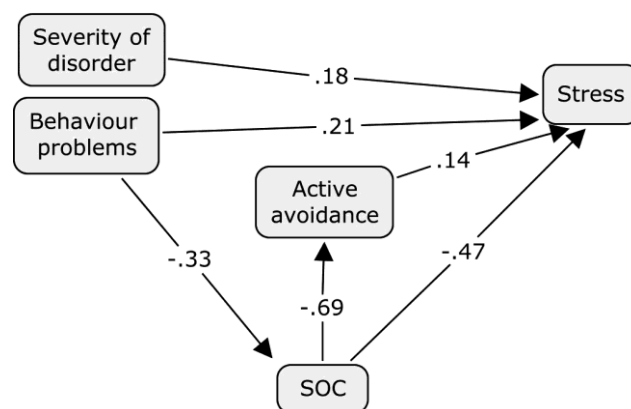 Severity of
disorder
.18
Stress
Behaviour
problems
.21
.14
Active
avoidance
-.33
-.47
-.69
SOC